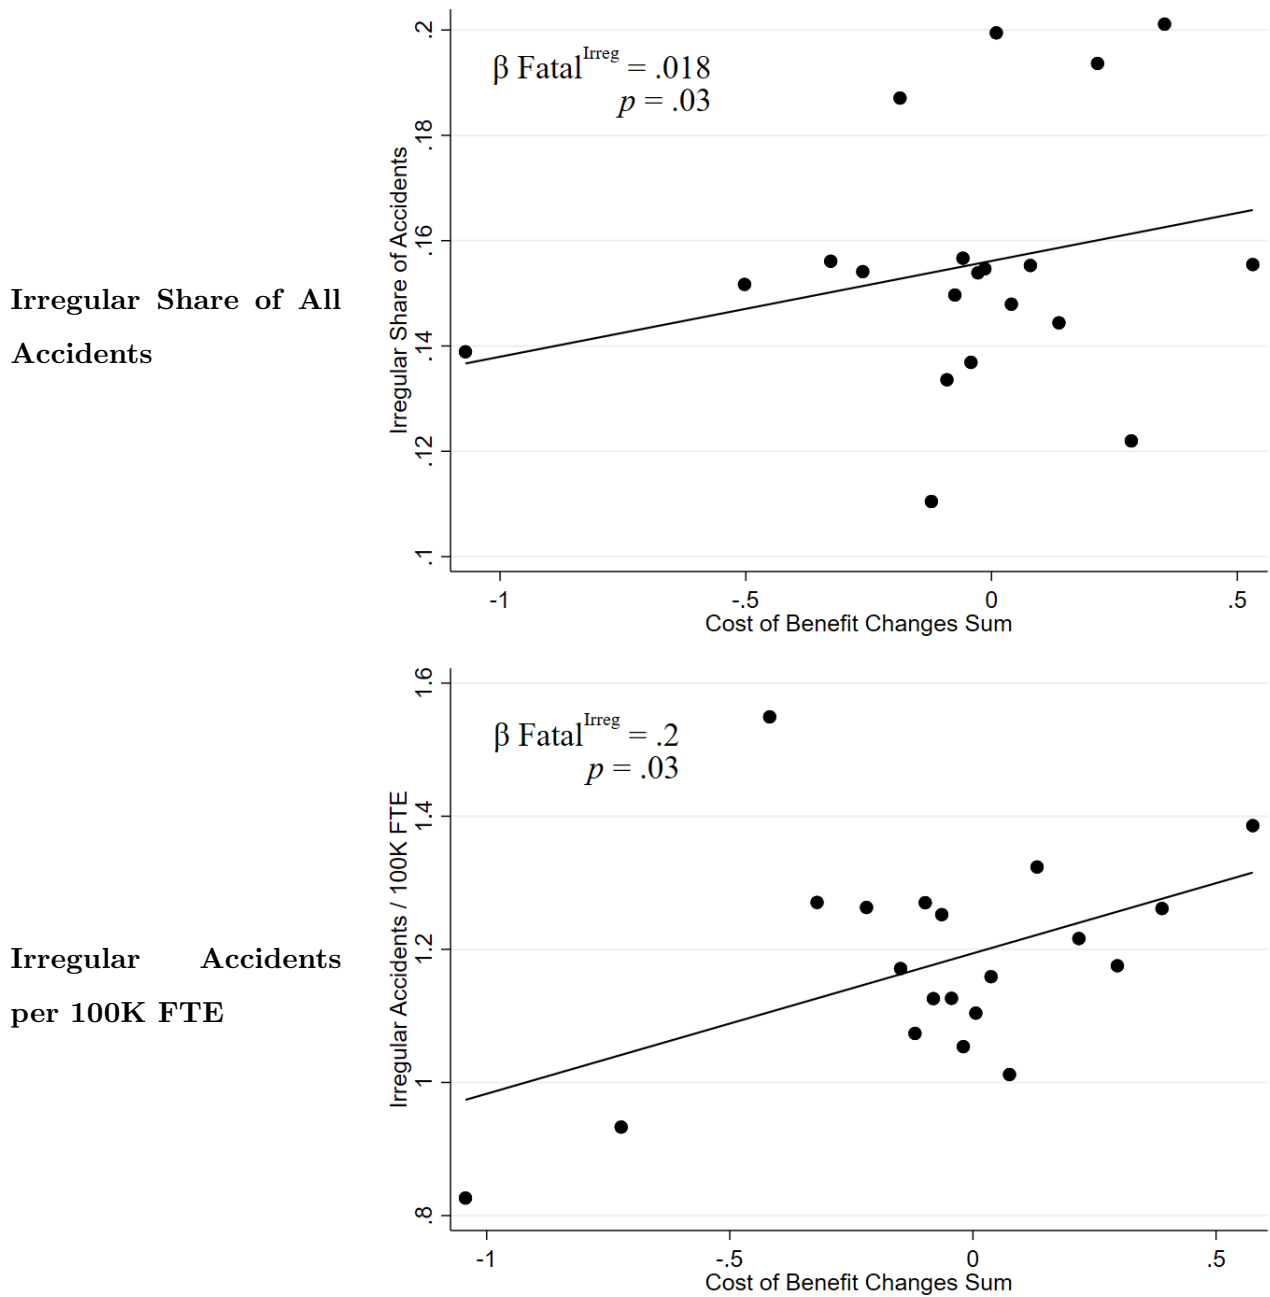 Irregular Share of All
Accidents
β Fatal^Irreg = .018
p = .03
Irregular Share of Accidents
.2
.18
.16
.14
.12
.1
-1
-.5
0
.5
Cost of Benefit Changes Sum
Irregular Accidents
per 100K FTE
β Fatal^Irreg = .2
p = .03
Irregular Accidents / 100K FTE
1.6
1.4
1.2
1
.8
-1
-.5
0
.5
Cost of Benefit Changes Sum